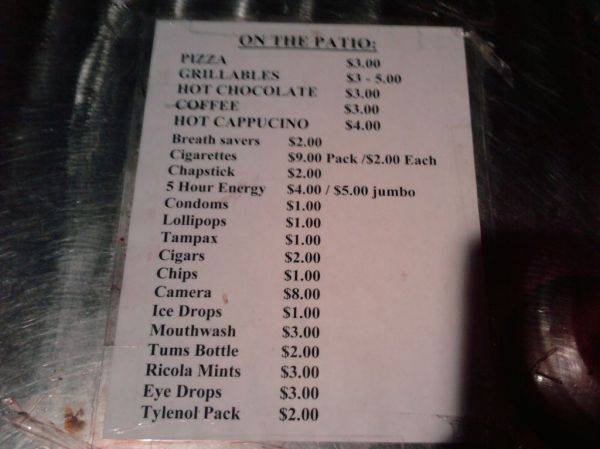 ON THE PATIO:
PIZZA $3.00
GRILLABLES $3 - 5.00
HOT CHOCOLATE $3.00
COFFEE $3.00
HOT CAPPUCINO $4.00
Breath savers $2.00
Cigarettes $9.00 Pack /$2.00 Each
Chapstick $2.00
5 Hour Energy $4.00 / $5.00 jumbo
Condoms $1.00
Lollipops $1.00
Tampax $1.00
Cigars $2.00
Chips $1.00
Camera $8.00
Ice Drops $1.00
Mouthwash $3.00
Tums Bottle $2.00
Ricola Mints $3.00
Eye Drops $3.00
Tylenol Pack $2.00